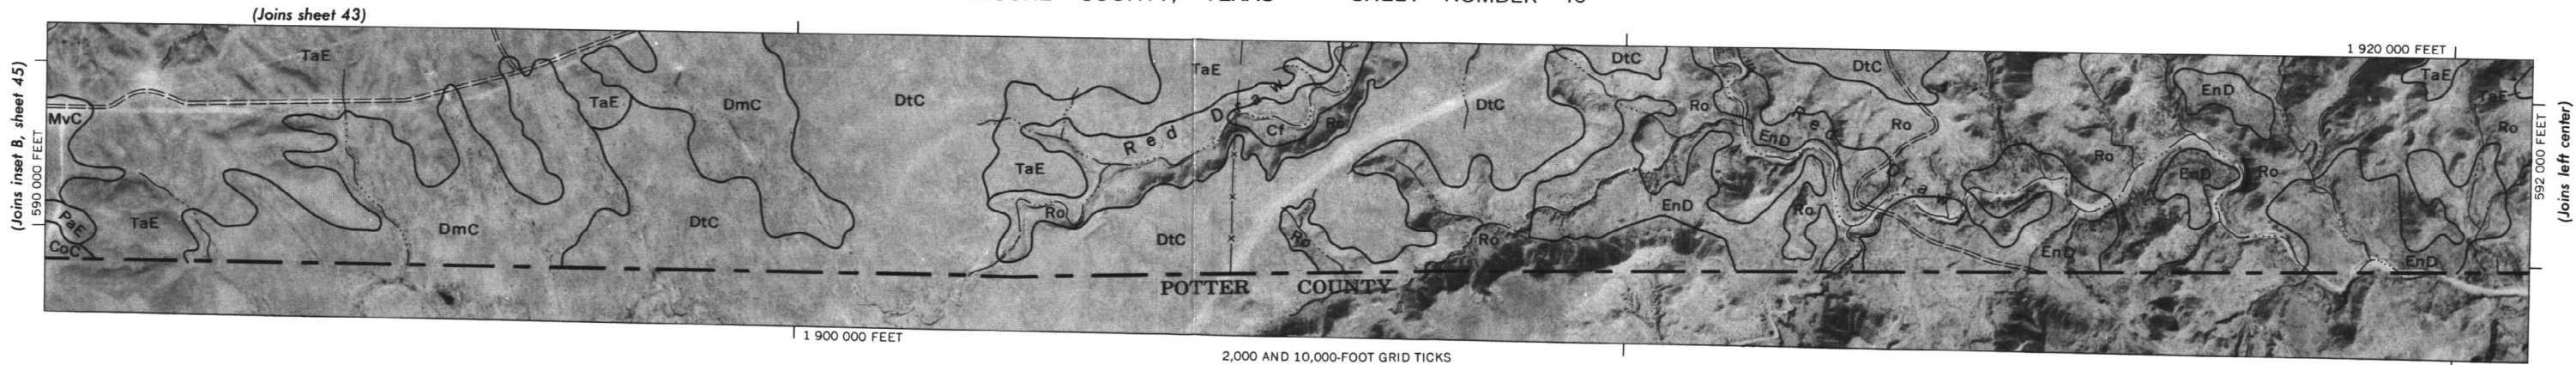 COUNTY, TEXAS
(Joins sheet 43)
1 920 000 FEET
(Joins inset B, sheet 45)
590 000 FEET
592 000 FEET
(Joins left center)
TaE
TaE
DtC
DtC
TaE
MvC
TaE
DmC
DtC
DtC
Ro
EnD
TaE
Red Draw
Cf
Ro
Red Draw
EnD
Ro
Ro
Ro
TaE
EnD
Ro
PaE
TaE
DmC
DtC
Ro
DtC
Ro
Ro
EnD
Ro
EnD
EnD
CoC
POTTER COUNTY
1 900 000 FEET
2,000 AND 10,000-FOOT GRID TICKS